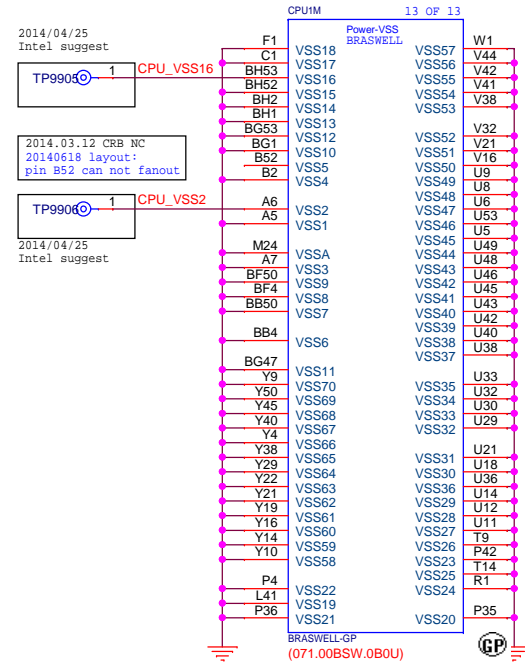 CPU1M 13 OF 13
Power-VSS
BRASWELL
2014/04/25
Intel suggest
TP9905 1 CPU_VSS16
2014.03.12 CRB NC
20140618 layout:
pin B52 can not fanout
TP9906 1 CPU_VSS2
2014/04/25
Intel suggest
F1 VSS18
C1 VSS17
BH53 VSS16
BH52 VSS15
BH2 VSS14
BH1 VSS13
BG53 VSS12
BG1 VSS10
B52 VSS5
B2 VSS4
A6 VSS2
A5 VSS1
M24 VSSA
A7 VSS3
BF50 VSS9
BF4 VSS8
BB50 VSS7
BB4 VSS6
BG47 VSS11
Y9 VSS70
Y50 VSS69
Y45 VSS68
Y40 VSS67
Y4 VSS66
Y38 VSS65
Y29 VSS64
Y22 VSS63
Y21 VSS62
Y19 VSS61
Y16 VSS60
Y14 VSS59
Y10 VSS58
P4 VSS22
L41 VSS19
P36 VSS21
VSS57 W1
VSS56 V44
VSS55 V42
VSS54 V41
VSS53 V38
VSS52 V32
VSS51 V21
VSS50 V16
VSS49 U9
VSS48 U8
VSS47 U6
VSS46 U53
VSS45 U5
VSS44 U49
VSS43 U48
VSS42 U46
VSS41 U45
VSS40 U43
VSS39 U42
VSS38 U40
VSS37 U38
VSS35 U33
VSS34 U32
VSS33 U30
VSS32 U29
VSS31 U21
VSS30 U18
VSS36 U36
VSS29 U14
VSS28 U12
VSS27 U11
VSS26 T9
VSS23 P42
VSS25 T14
VSS24 R1
VSS20 P35
BRASWELL-GP
(071.00BSW.0B0U)
GP